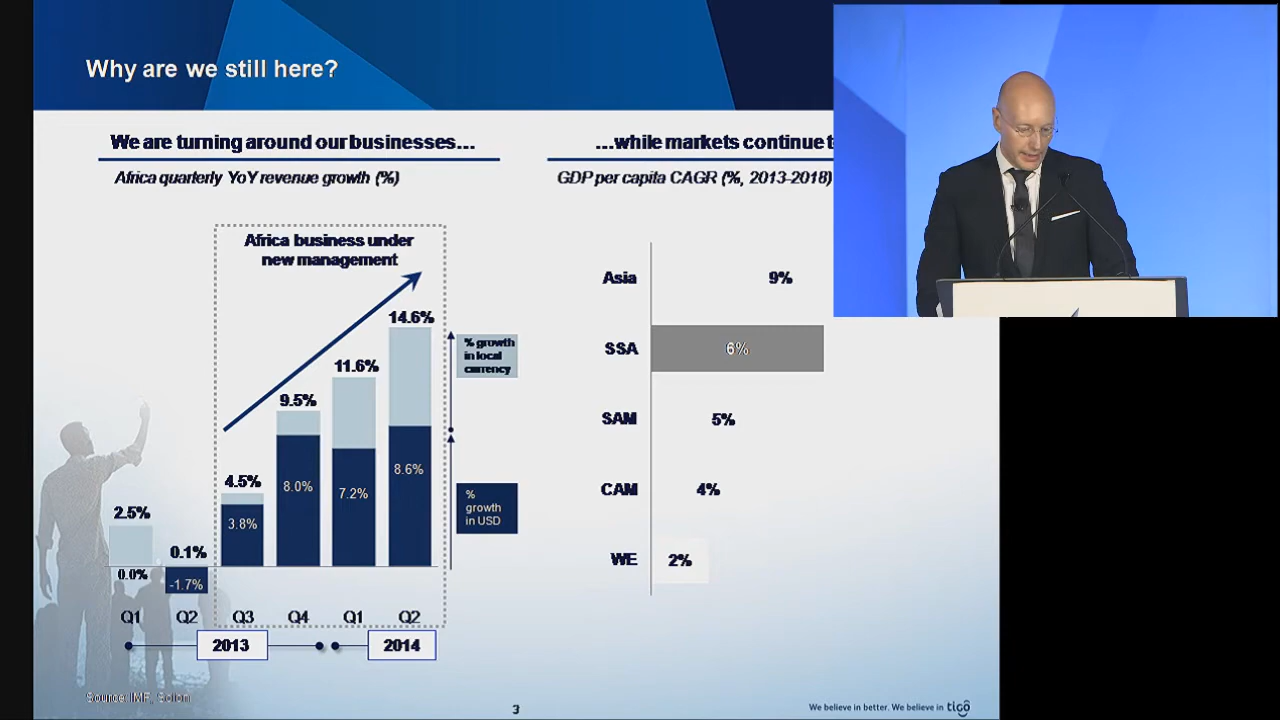 Why are we still here?
We are turning around our businesses...
Africa quarterly YoY revenue growth (%)
Africa business under
new management
14.6%
11.6%
9.5%
4.5%
2.5%
0.1%
8.6%
7.2%
8.0%
3.8%
0.0%
-1.7%
% growth
in local
currency
%
growth
in USD
Q1 Q2 Q3 Q4 Q1 Q2
2013 2014
...while markets continue t
GDP per capita CAGR (%, 2013-2018)
Asia 9%
SSA 6%
SAM 5%
CAM 4%
WE 2%
Source: IMF,
3
We believe in better. We believe in tigo